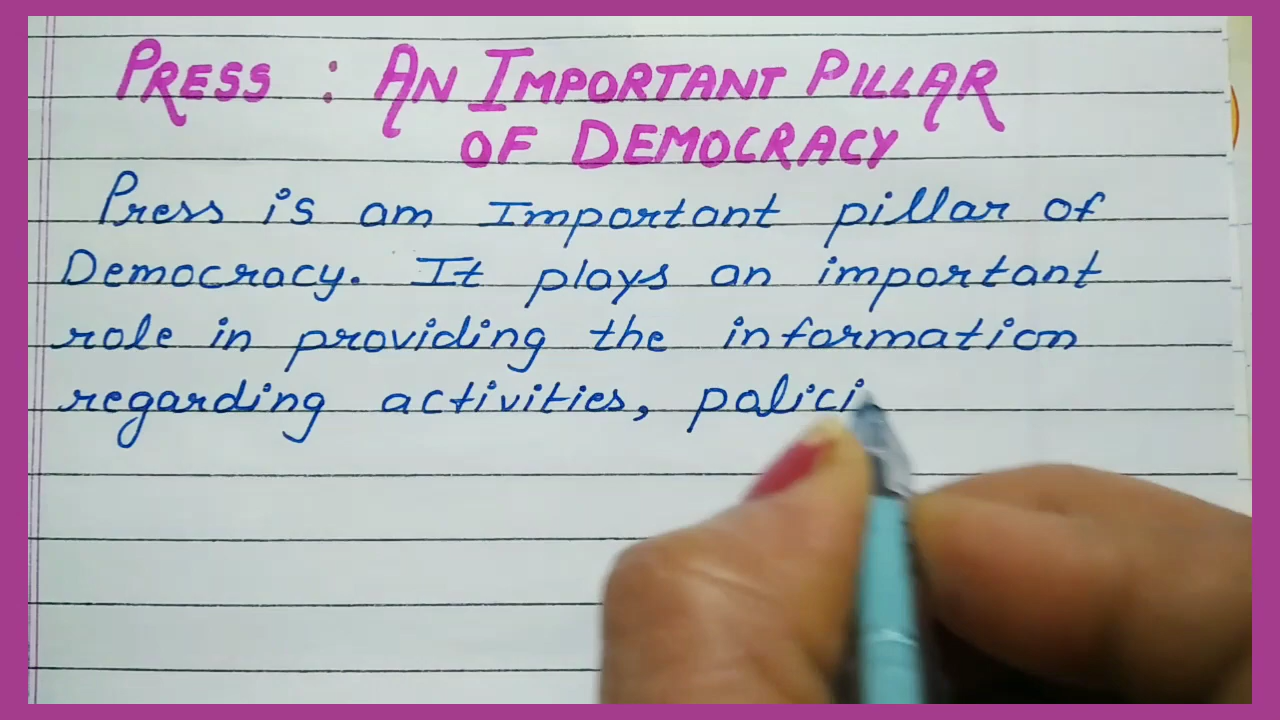 PRESS : AN IMPORTANT PILLAR
OF DEMOCRACY
Press is am Important pillar of
Democracy. It plays an important
role in providing the information
regarding activities, polici